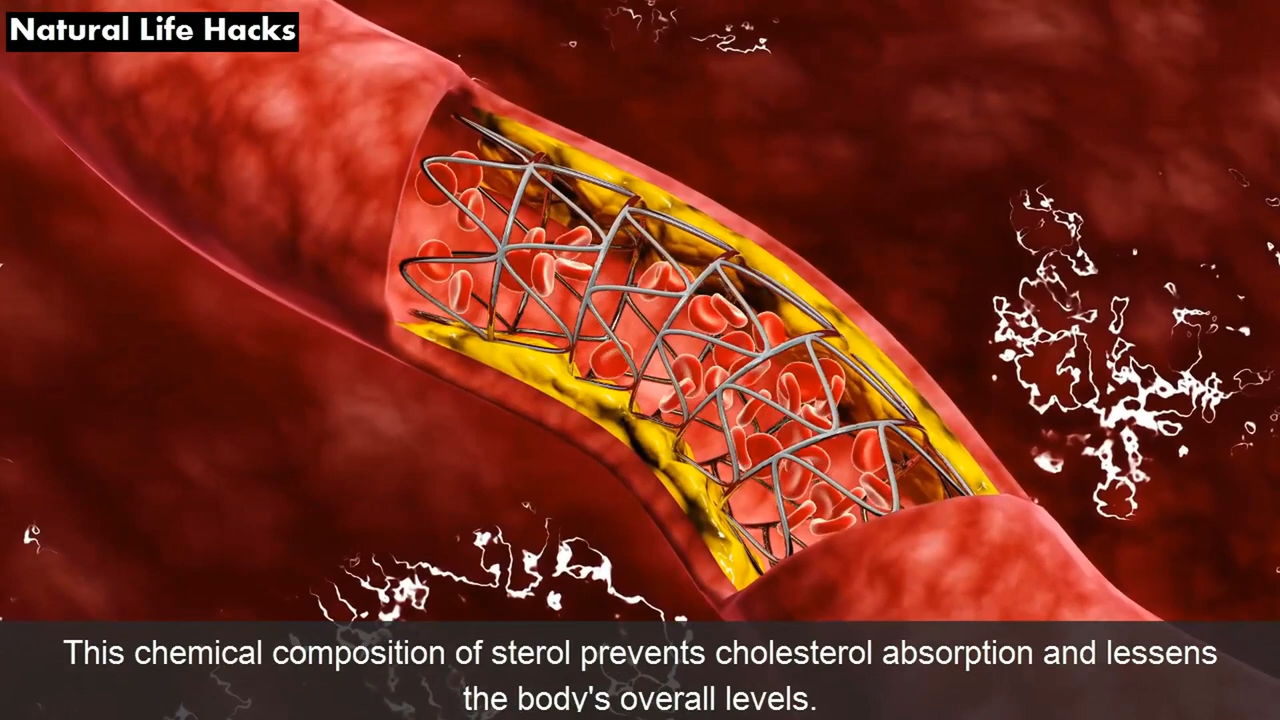 Natural Life Hacks
This chemical composition of sterol prevents cholesterol absorption and lessens
the body's overall levels.